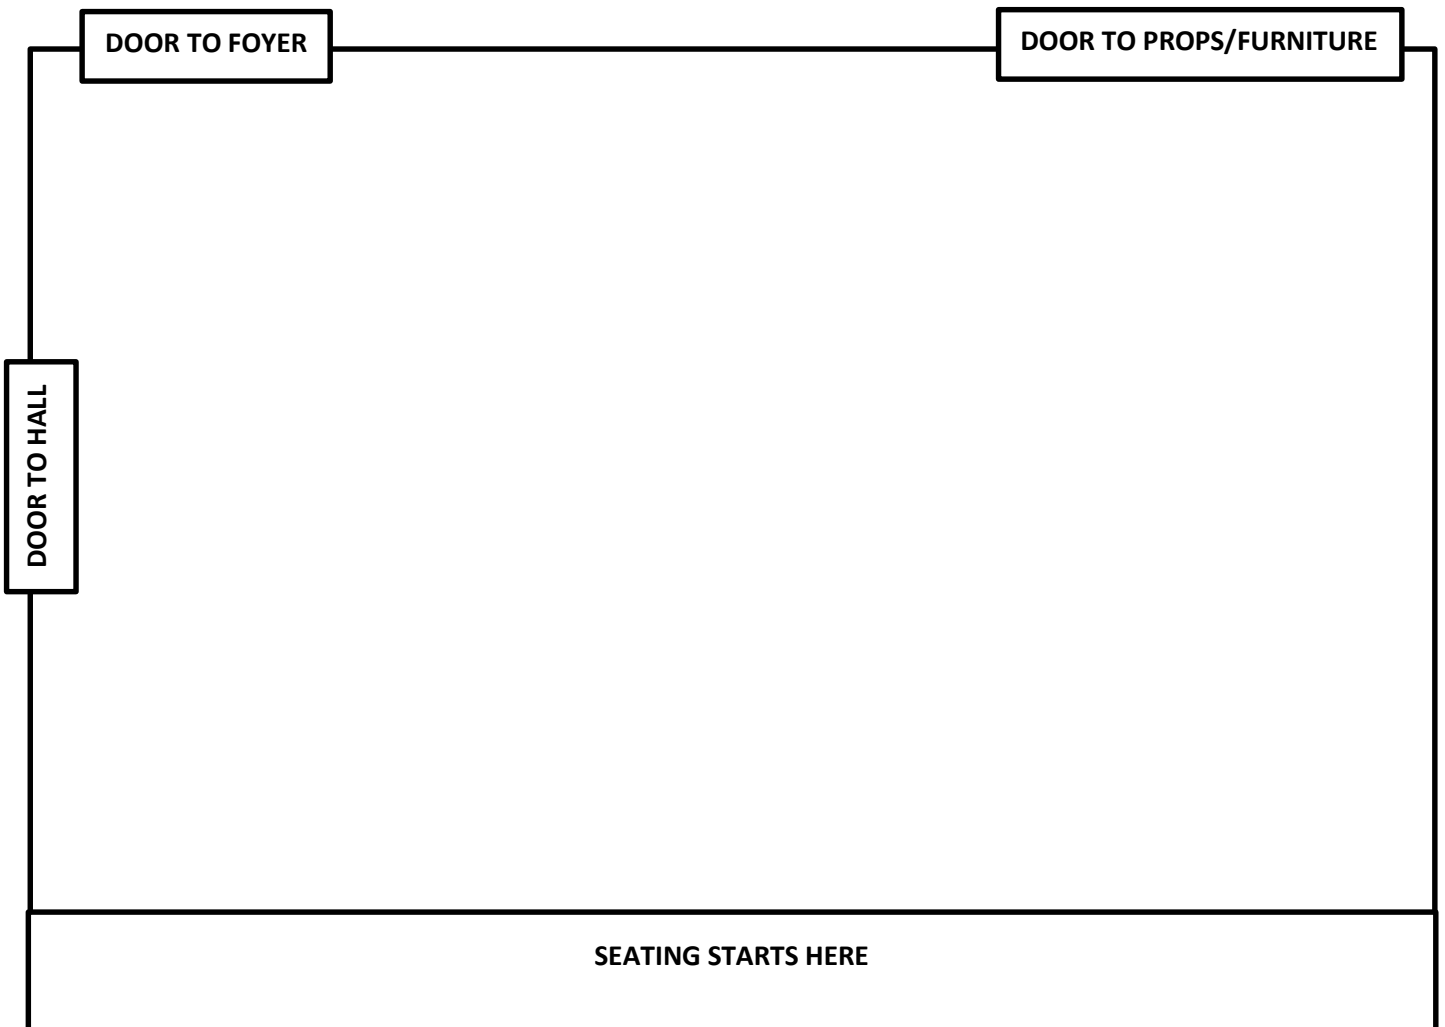 DOOR TO FOYER
DOOR TO PROPS/FURNITURE
DOOR TO HALL
SEATING STARTS HERE